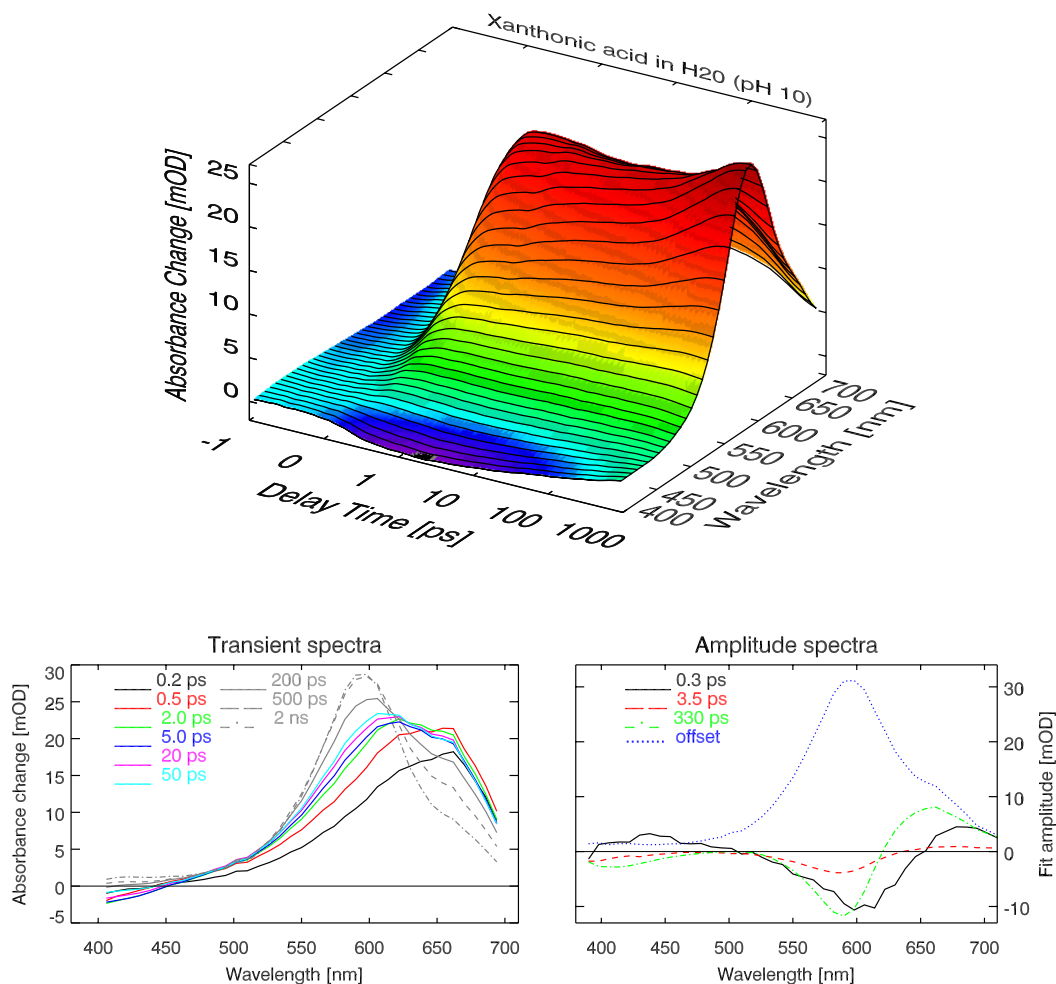 Xanthonic acid in H20 (pH 10)
Absorbance Change [mOD]
25
20
15
10
5
0
-1
0
1
10
100
1000
Delay Time [ps]
700
650
600
550
500
450
400
Wavelength [nm]
Transient spectra
Absorbance change [mOD]
30
25
20
15
10
5
0
-5
0.2 ps
0.5 ps
2.0 ps
5.0 ps
20 ps
50 ps
200 ps
500 ps
2 ns
400 450 500 550 600 650 700
Wavelength [nm]
Amplitude spectra
0.3 ps
3.5 ps
330 ps
offset
30
20
10
0
-10
Fit amplitude [mOD]
400 450 500 550 600 650 700
Wavelength [nm]